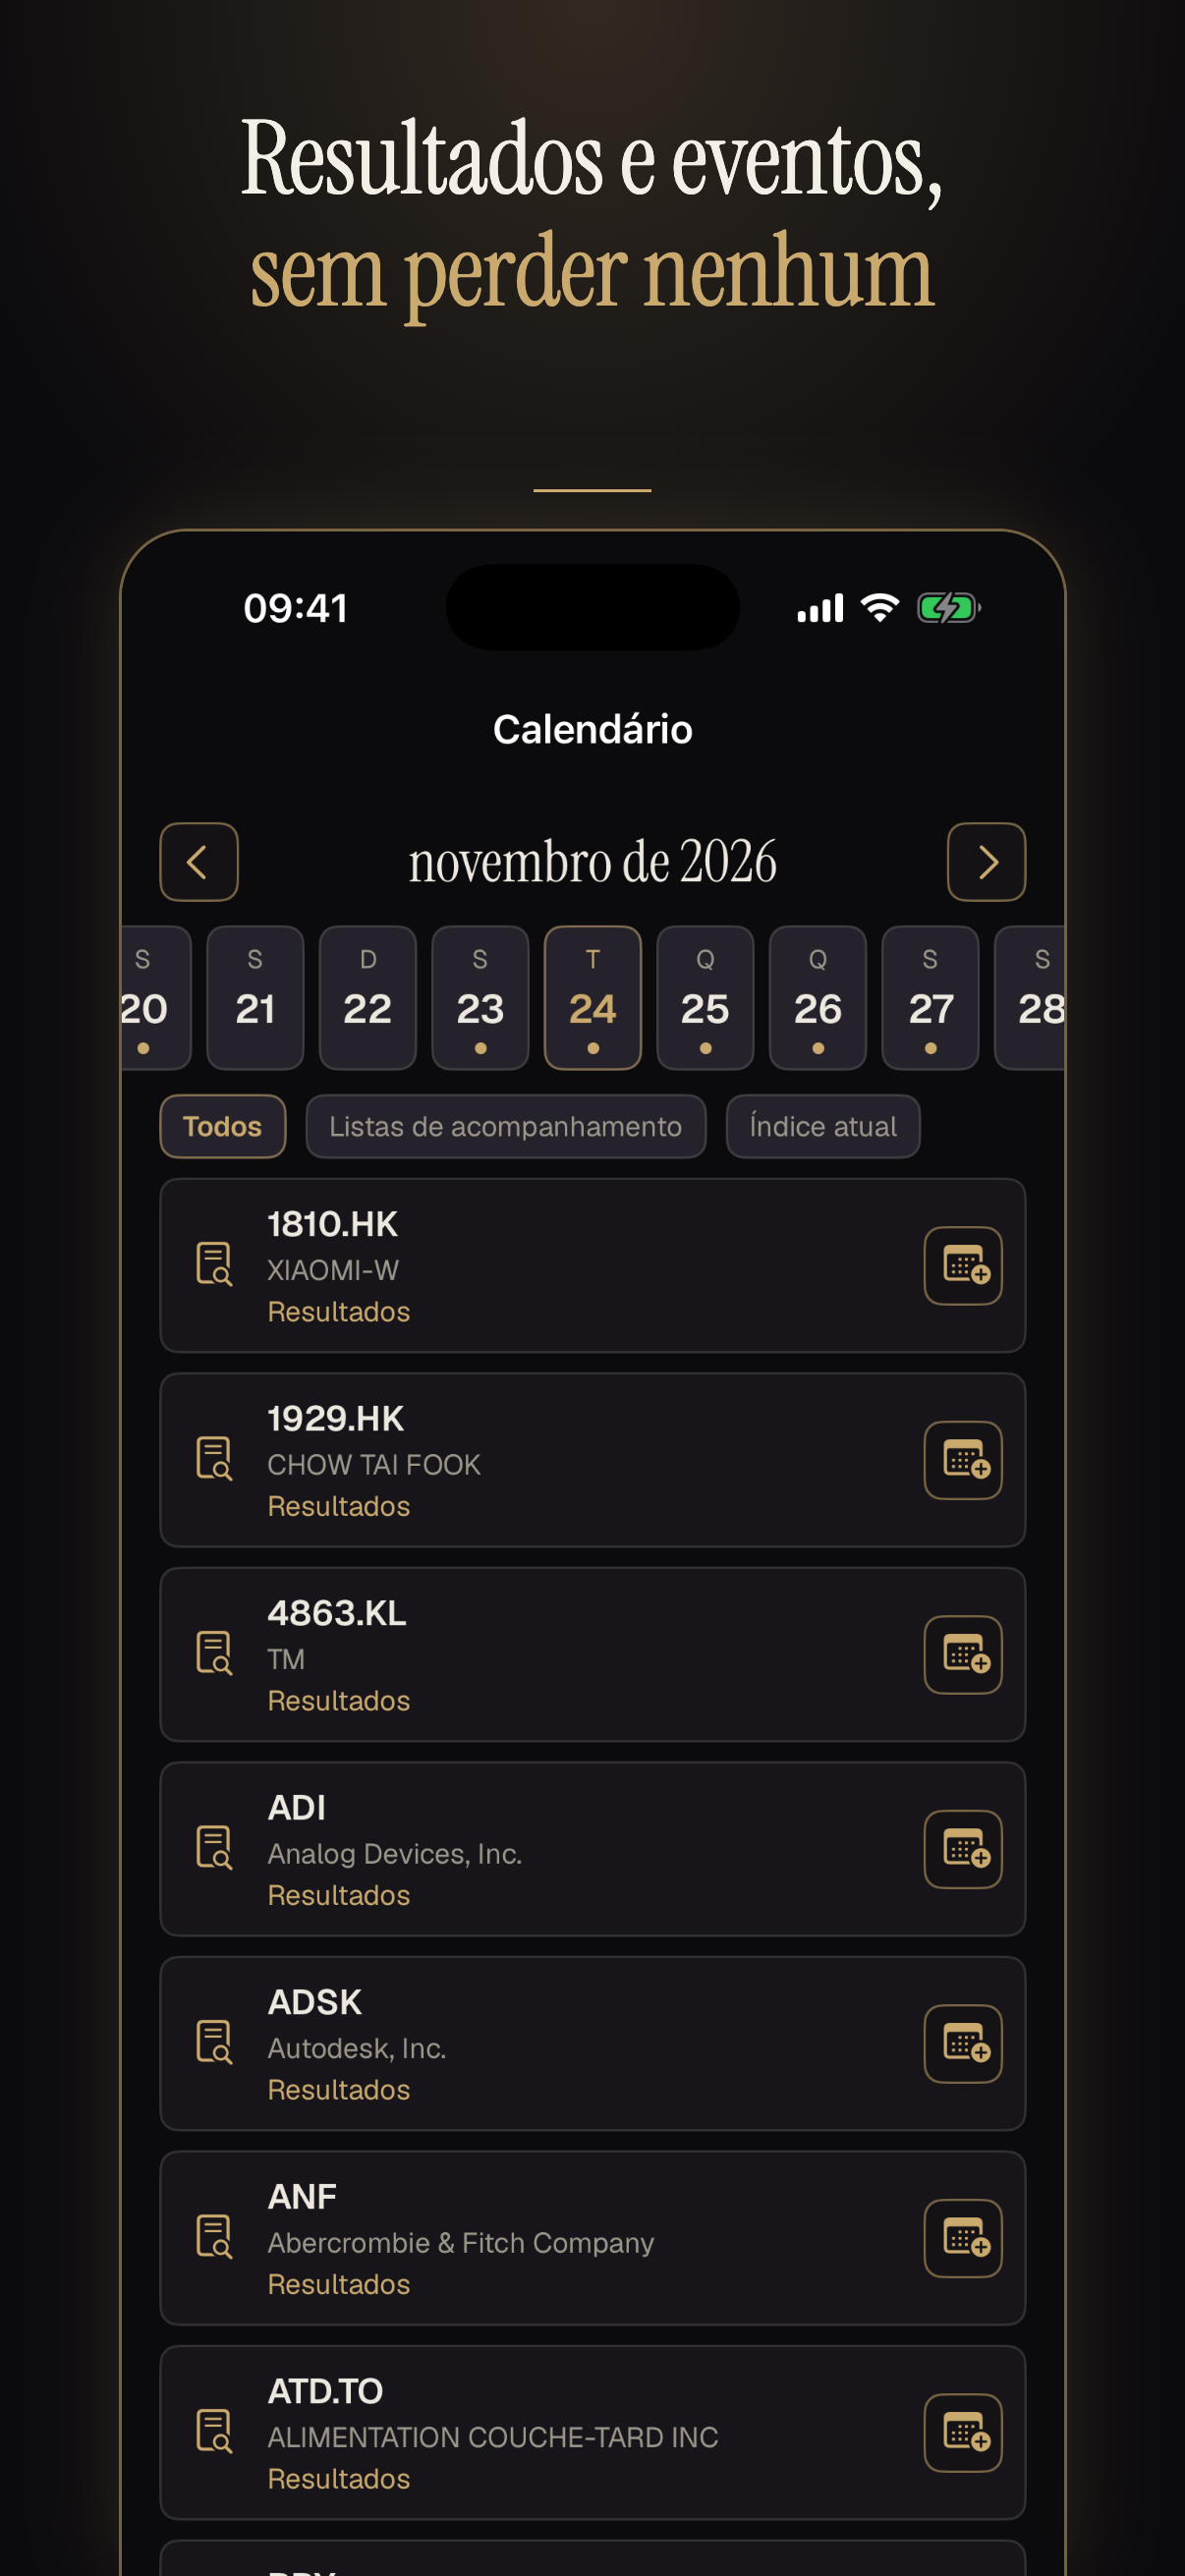 Resultados e eventos,
sem perder nenhum
09:41
Calendário
novembro de 2026
S S D S T Q Q S S
20 21 22 23 24 25 26 27 28
Todos Listas de acompanhamento Índice atual
1810.HK
XIAOMI-W
Resultados
1929.HK
CHOW TAI FOOK
Resultados
4863.KL
TM
Resultados
ADI
Analog Devices, Inc.
Resultados
ADSK
Autodesk, Inc.
Resultados
ANF
Abercrombie & Fitch Company
Resultados
ATD.TO
ALIMENTATION COUCHE-TARD INC
Resultados